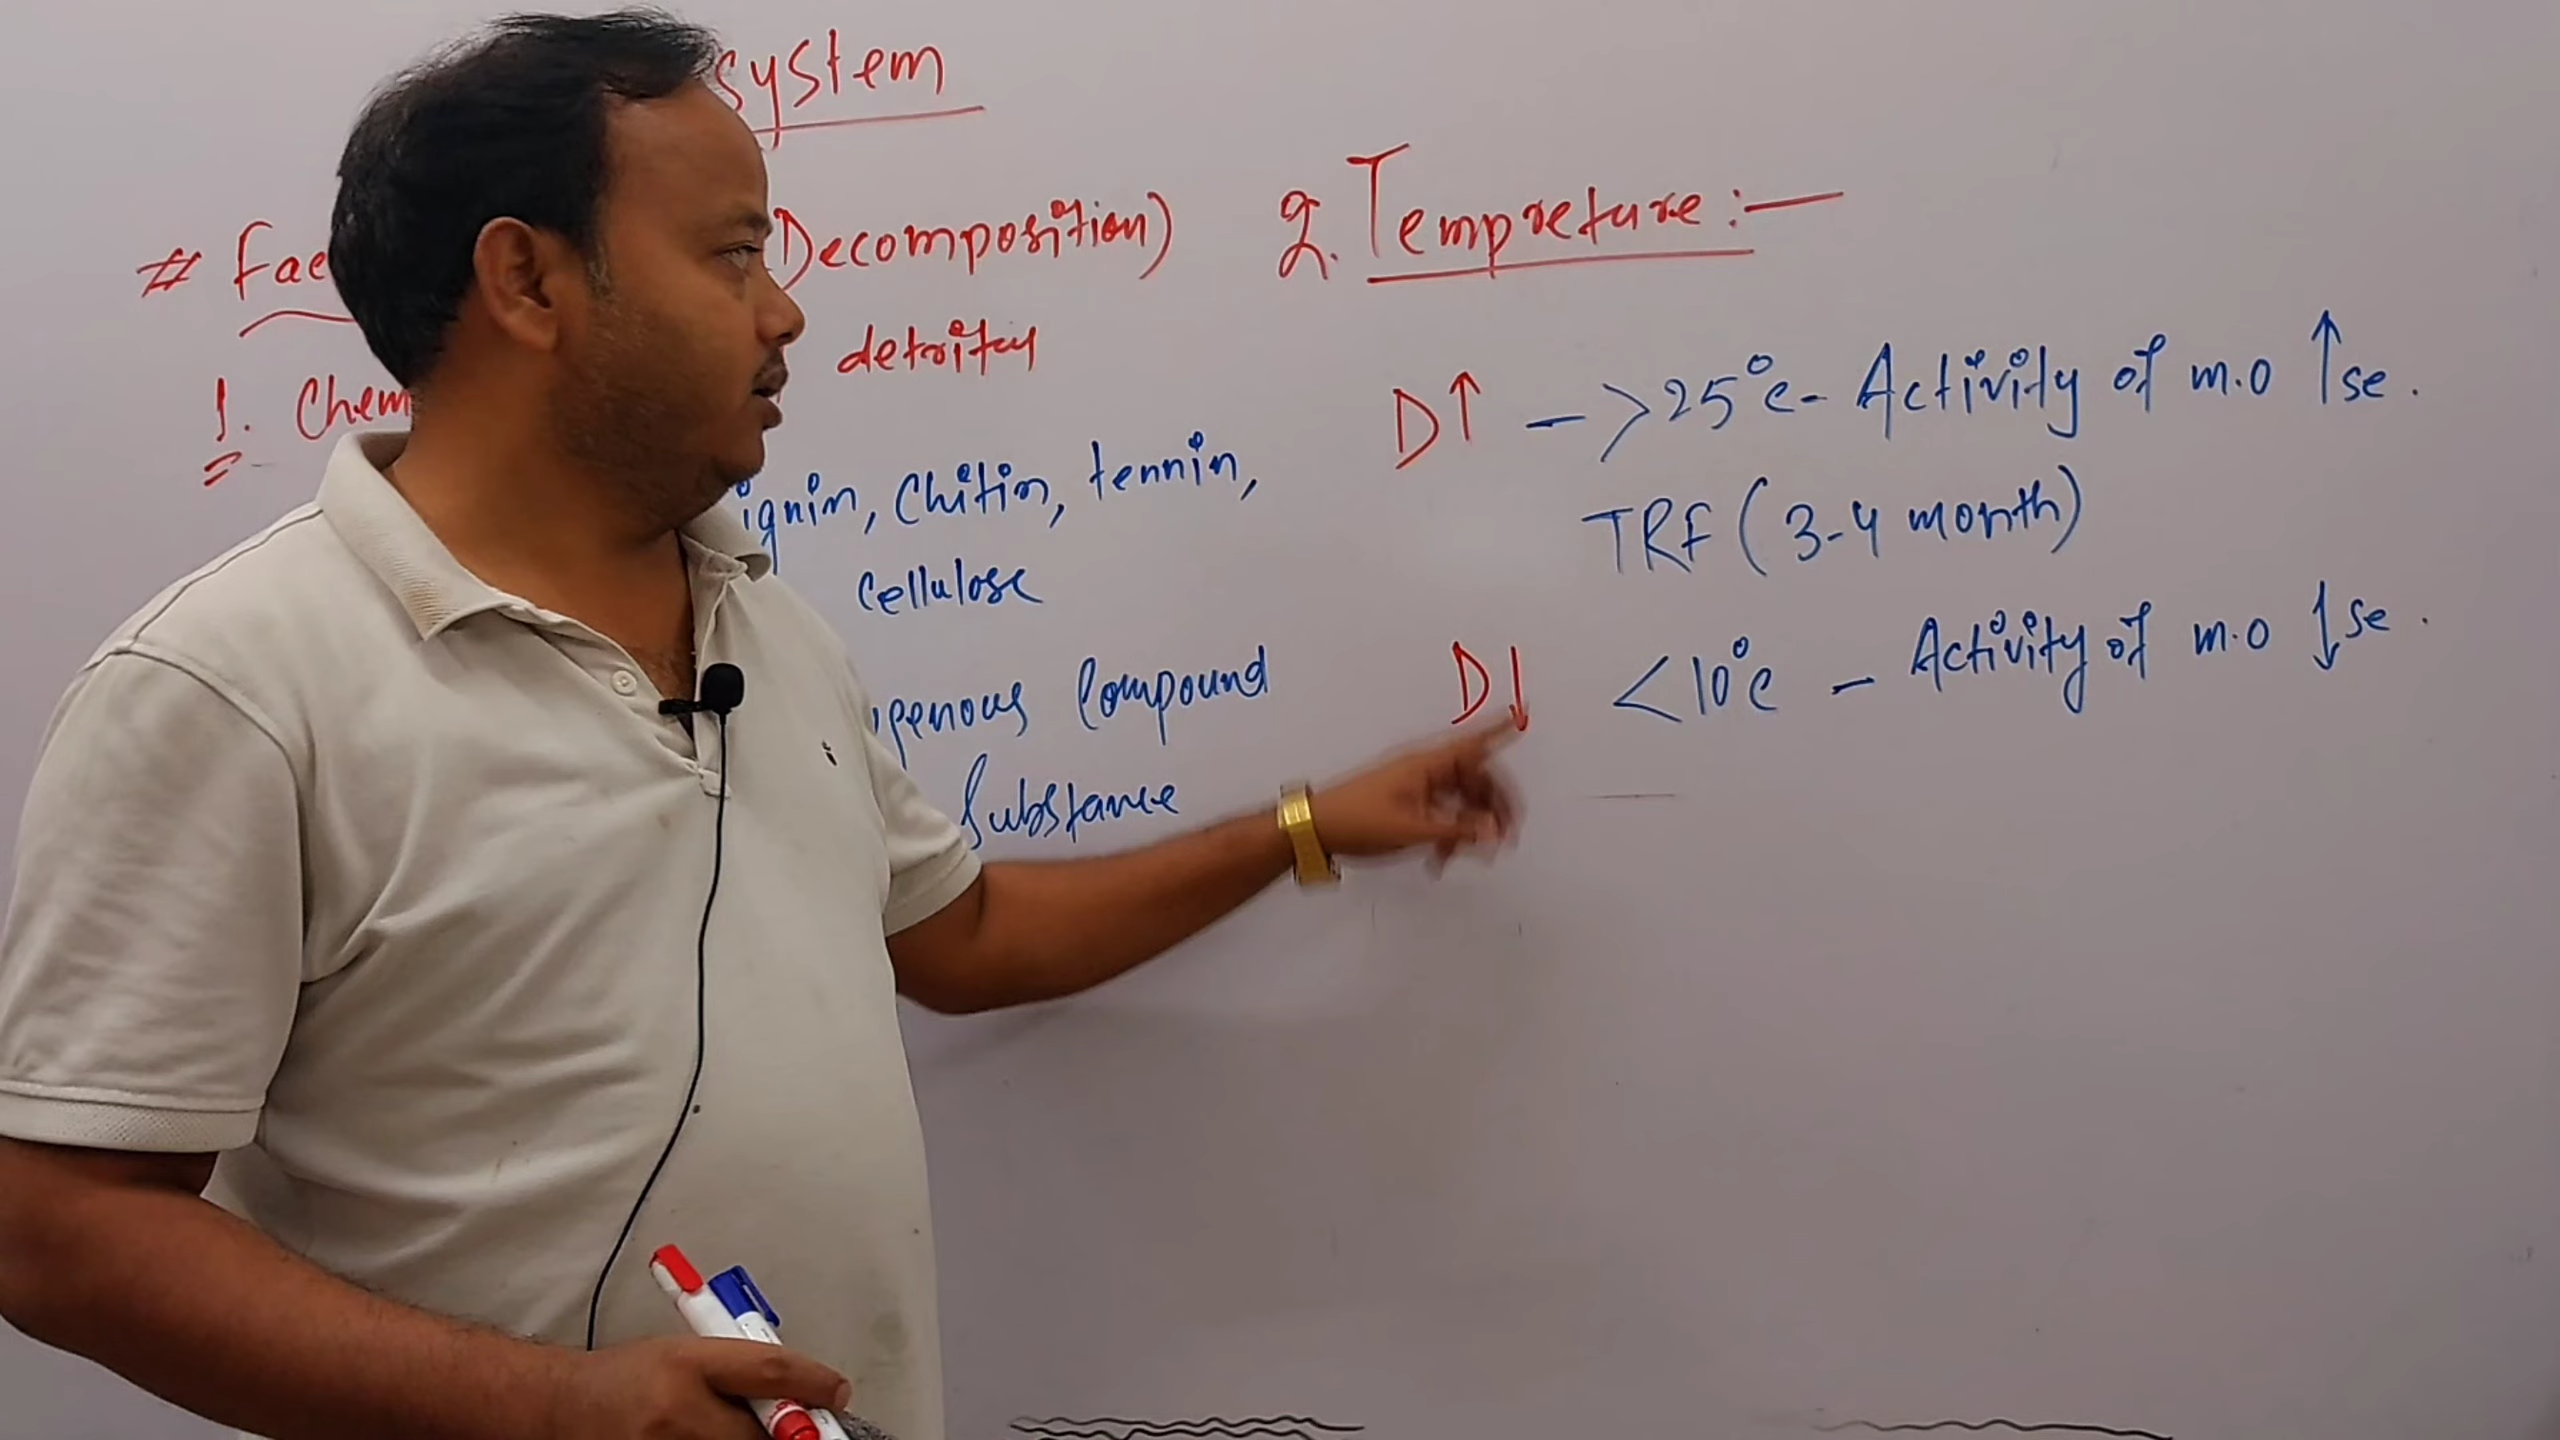 system
# Fac Decomposition)
detritus
1. Chem
ignin, Chitin, tennin,
cellulose
genous Compound
Substance
2. Tempreture :-
D↑ - >25°c - Activity of m.o ↑se.
TRF (3-4 month)
D↓ <10°c - Activity of m.o ↓se.